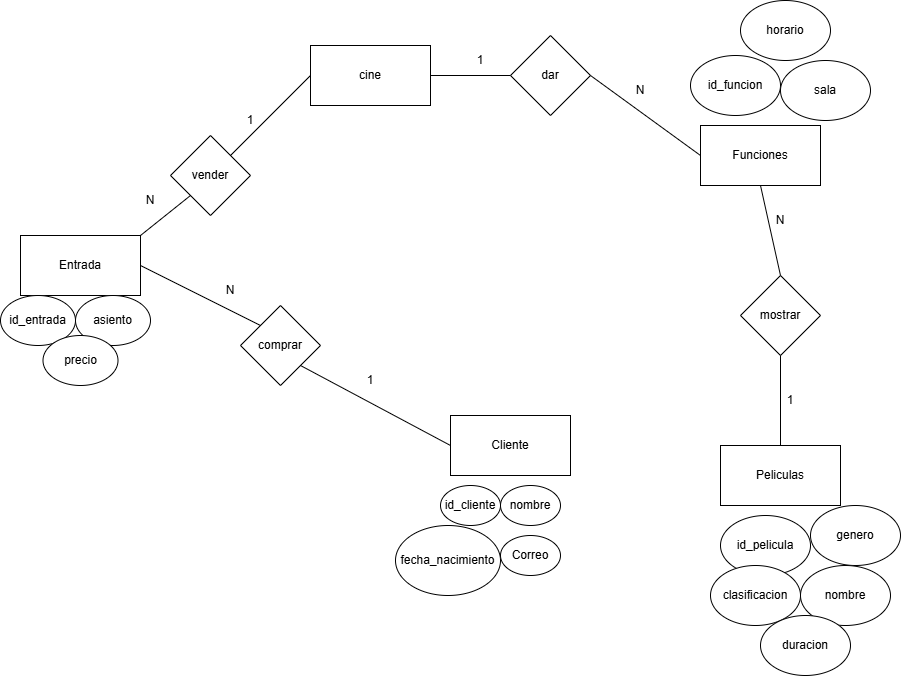 horario
cine
1
dar
id_funcion
sala
N
1
Funciones
vender
N
N
Entrada
N
id_entrada
asiento
mostrar
comprar
precio
1
1
Cliente
Peliculas
id_cliente
nombre
genero
id_pelicula
fecha_nacimiento
Correo
clasificacion
nombre
duracion